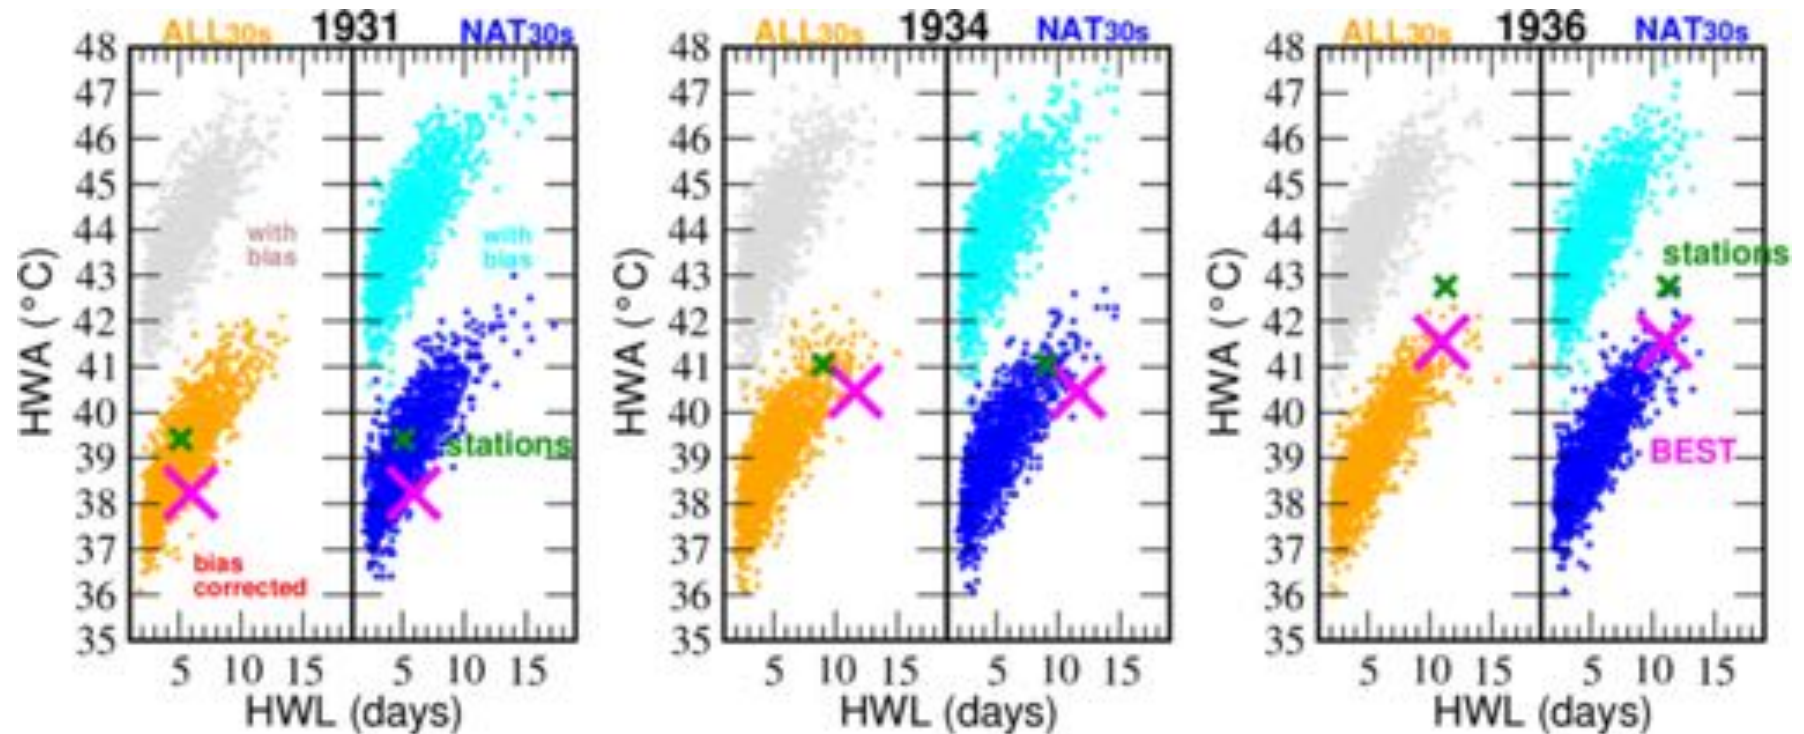 ALL30s 1931 NAT30s
48
47
46
45
44
43
42
41
40
39
38
37
36
35
HWA (°C)
with
bias
with
bias
stations
bias
corrected
5 10 15 5 10 15
HWL (days)
ALL30s 1934 NAT30s
48
47
46
45
44
43
42
41
40
39
38
37
36
35
HWA (°C)
5 10 15 5 10 15
HWL (days)
ALL30s 1936 NAT30s
48
47
46
45
44
43
42
41
40
39
38
37
36
35
HWA (°C)
stations
BEST
5 10 15 5 10 15
HWL (days)